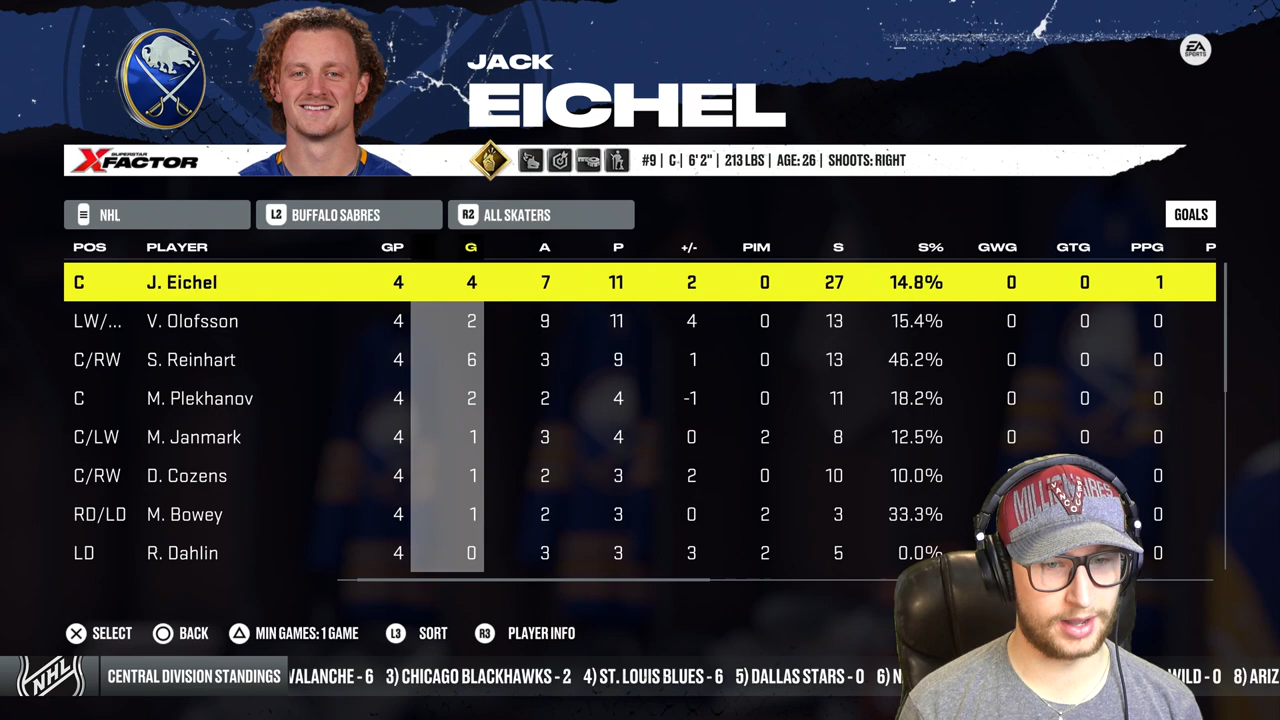 JACK
EICHEL
EA SPORTS
SUPERSTAR
X FACTOR
#9 | C | 6' 2" | 213 LBS | AGE: 26 | SHOOTS: RIGHT
NHL L2 BUFFALO SABRES R2 ALL SKATERS GOALS
POS PLAYER GP G A P +/- PIM S S% GWG GTG PPG P
C J. Eichel 4 4 7 11 2 0 27 14.8% 0 0 1
LW/... V. Olofsson 4 2 9 11 4 0 13 15.4% 0 0 0
C/RW S. Reinhart 4 6 3 9 1 0 13 46.2% 0 0 0
C M. Plekhanov 4 2 2 4 -1 0 11 18.2% 0 0 0
C/LW M. Janmark 4 1 3 4 0 2 8 12.5% 0 0 0
C/RW D. Cozens 4 1 2 3 2 0 10 10.0% 0
RD/LD M. Bowey 4 1 2 3 0 2 3 33.3% 0
LD R. Dahlin 4 0 3 3 3 2 5 0.0% 0
MILLIONAIRES
VANCOUVER
SELECT BACK MIN GAMES: 1 GAME L3 SORT R3 PLAYER INFO
NHL CENTRAL DIVISION STANDINGS VALANCHE - 6 3) CHICAGO BLACKHAWKS - 2 4) ST. LOUIS BLUES - 6 5) DALLAS STARS - 0 6) N WILD - 0 8) ARIZ